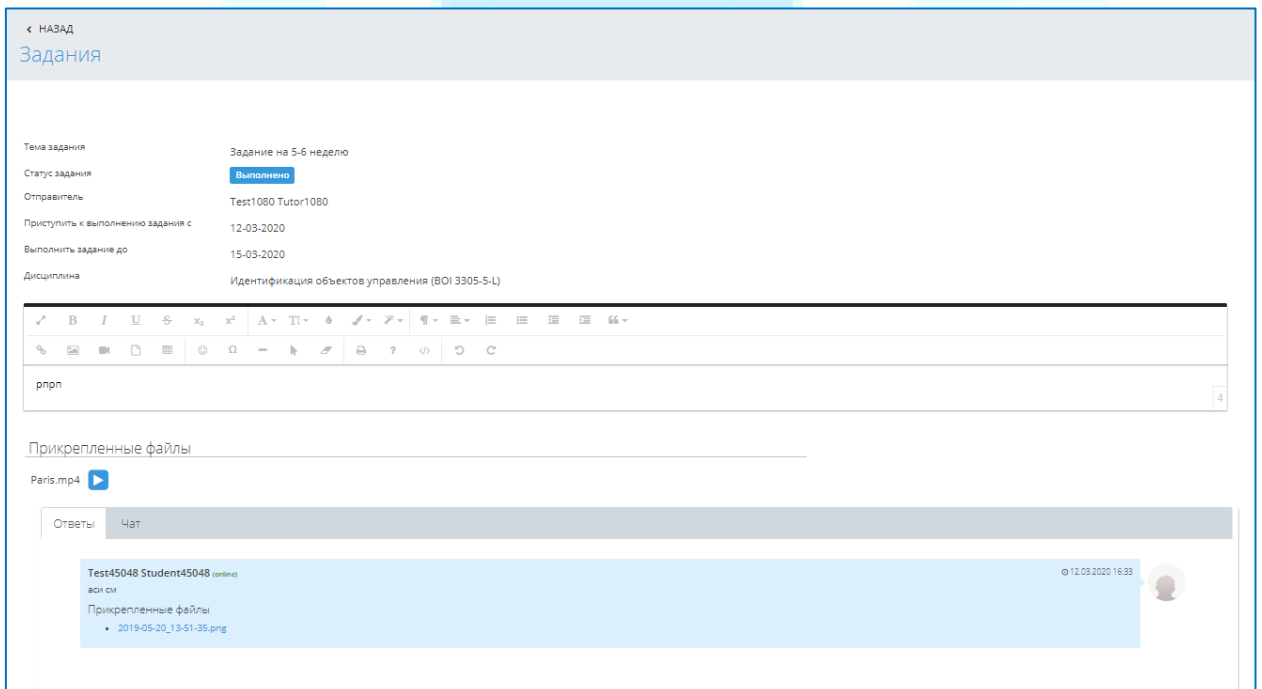 НАЗАД
Задания
Тема задания Задание на 5-6 неделю
Статус задания Выполнено
Отправитель Test1080 Tutor1080
Приступить к выполнению задания с 12-03-2020
Выполнить задание до 15-03-2020
Дисциплина Идентификация объектов управления (BOI 3305-5-L)
B I U S x₂ x² A T! ¶ 66
Ω ? </>
рпрп
4
Прикрепленные файлы
Paris.mp4
Ответы Чат
Test45048 Student45048 (online) 12.03.2020 16:33
аси см
Прикрепленные файлы
2019-05-20_13-51-35.png